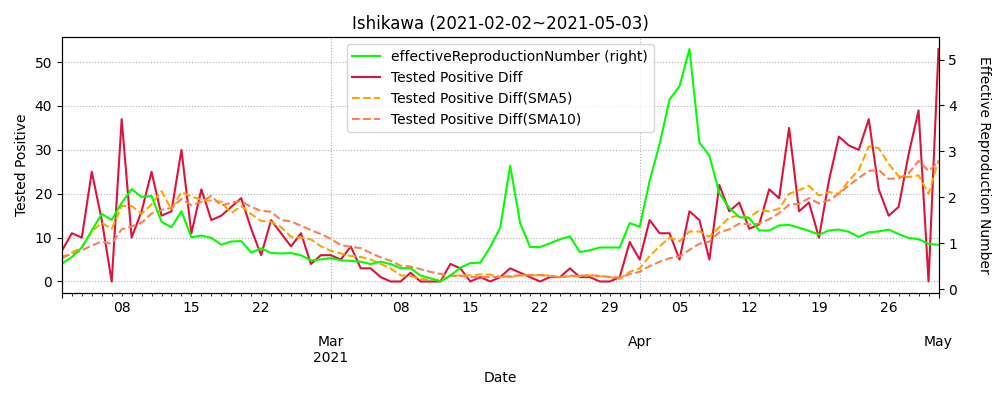 Ishikawa (2021-02-02~2021-05-03)
effectiveReproductionNumber (right)
Tested Positive Diff
Tested Positive Diff(SMA5)
Tested Positive Diff(SMA10)
Tested Positive
50
40
30
20
10
0
5
4
3
2
1
0
Effective Reproduction Number
08 15 22 08 15 22 29 05 12 19 26
Mar Apr May
2021
Date